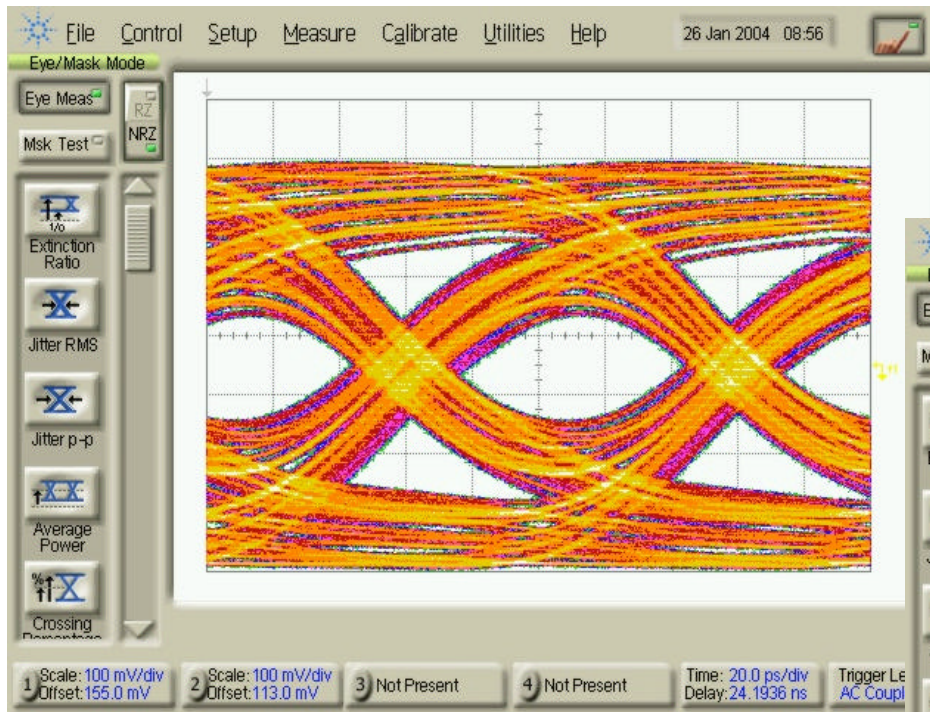 File Control Setup Measure Calibrate Utilities Help 26 Jan 2004 08:56
Eye/Mask Mode
Eye Meas
RZ
NRZ
Msk Test
1/0
Extinction
Ratio
Jitter RMS
Jitter p-p
Average
Power
%
Crossing
1 Scale: 100 mV/div
Offset: 155.0 mV
2 Scale: 100 mV/div
Offset: 113.0 mV
3 Not Present
4 Not Present
Time: 20.0 ps/div
Delay: 24.1936 ns
Trigger Le
AC Coupl